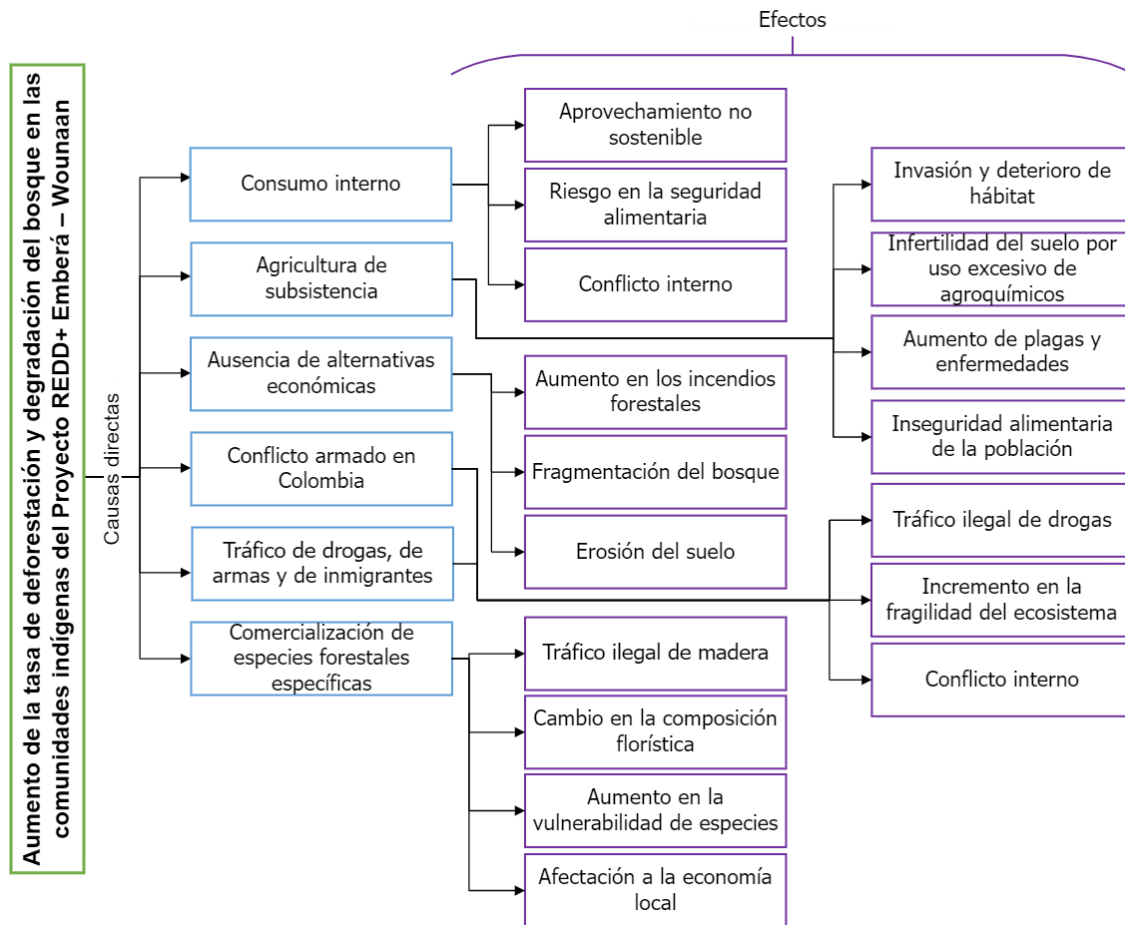 Efectos
Aumento de la tasa de deforestación y degradación del bosque en las
comunidades indígenas del Proyecto REDD+ Emberá – Wounaan
Causas directas
Consumo interno
Agricultura de
subsistencia
Ausencia de alternativas
económicas
Conflicto armado en
Colombia
Tráfico de drogas, de
armas y de inmigrantes
Comercialización de
especies forestales
específicas
Aprovechamiento no
sostenible
Riesgo en la seguridad
alimentaria
Conflicto interno
Aumento en los incendios
forestales
Fragmentación del bosque
Erosión del suelo
Tráfico ilegal de madera
Cambio en la composición
florística
Aumento en la
vulnerabilidad de especies
Afectación a la economía
local
Invasión y deterioro de
hábitat
Infertilidad del suelo por
uso excesivo de
agroquímicos
Aumento de plagas y
enfermedades
Inseguridad alimentaria
de la población
Tráfico ilegal de drogas
Incremento en la
fragilidad del ecosistema
Conflicto interno